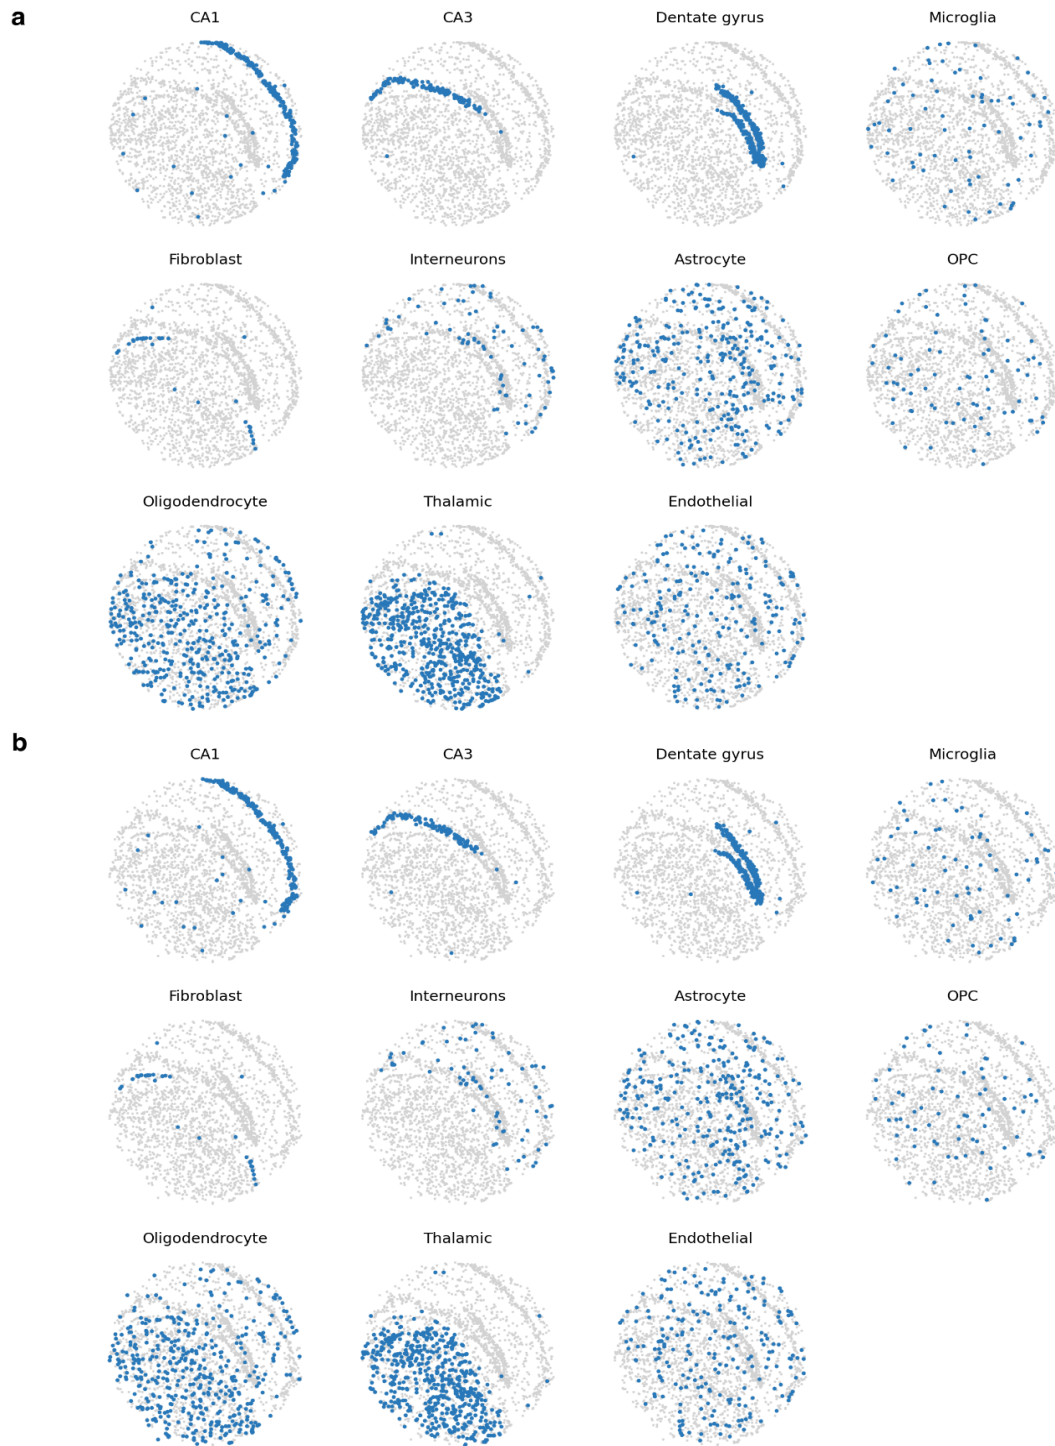 a
CA1 CA3 Dentate gyrus Microglia
Fibroblast Interneurons Astrocyte OPC
Oligodendrocyte Thalamic Endothelial
b
CA1 CA3 Dentate gyrus Microglia
Fibroblast Interneurons Astrocyte OPC
Oligodendrocyte Thalamic Endothelial